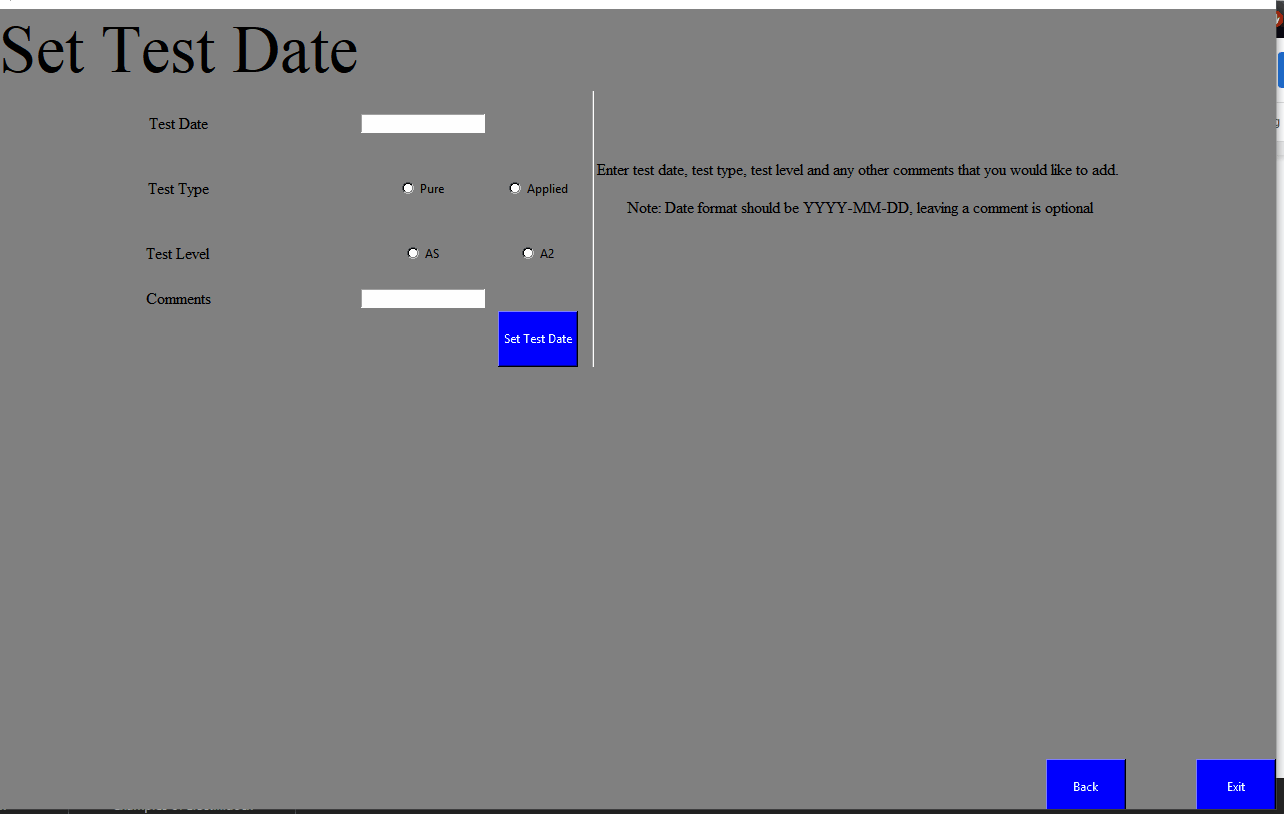 Set Test Date
Test Date
Enter test date, test type, test level and any other comments that you would like to add.
Test Type
Pure
Applied
Note: Date format should be YYYY-MM-DD, leaving a comment is optional
Test Level
AS
A2
Comments
Set Test Date
Back
Exit